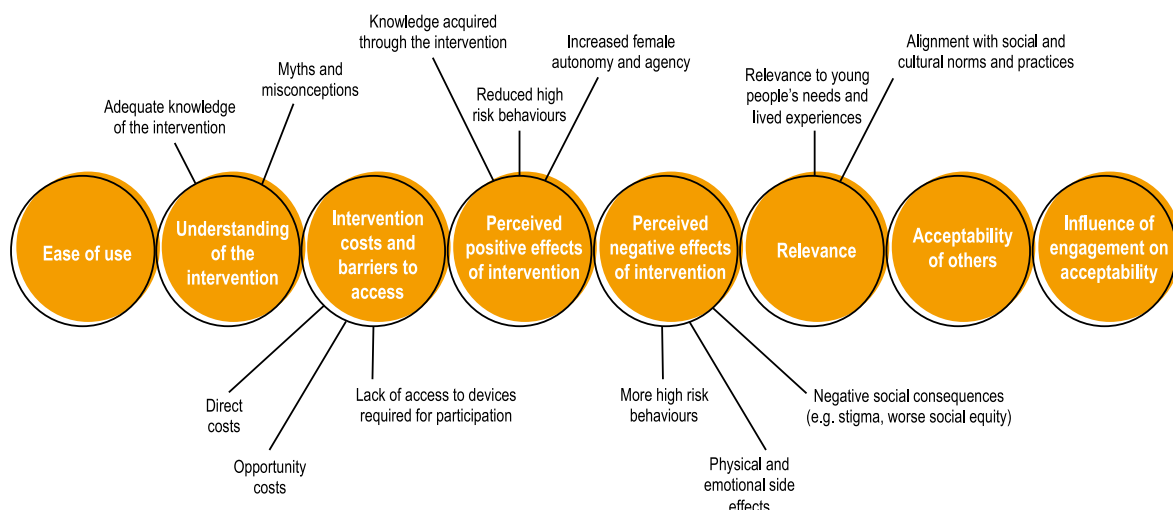 Knowledge acquired
through the intervention
Increased female
autonomy and agency
Alignment with social and
cultural norms and practices
Myths and
misconceptions
Relevance to young
people's needs and
lived experiences
Reduced high
risk behaviours
Adequate knowledge
of the intervention
Ease of use
Understanding
of the
intervention
Intervention
costs and
barriers to
access
Perceived
positive effects
of intervention
Perceived
negative effects
of intervention
Relevance
Acceptability
of others
Influence of
engagement on
acceptability
Direct
costs
Lack of access to devices
required for participation
More high risk
behaviours
Negative social consequences
(e.g. stigma, worse social equity)
Opportunity
costs
Physical and
emotional side
effects